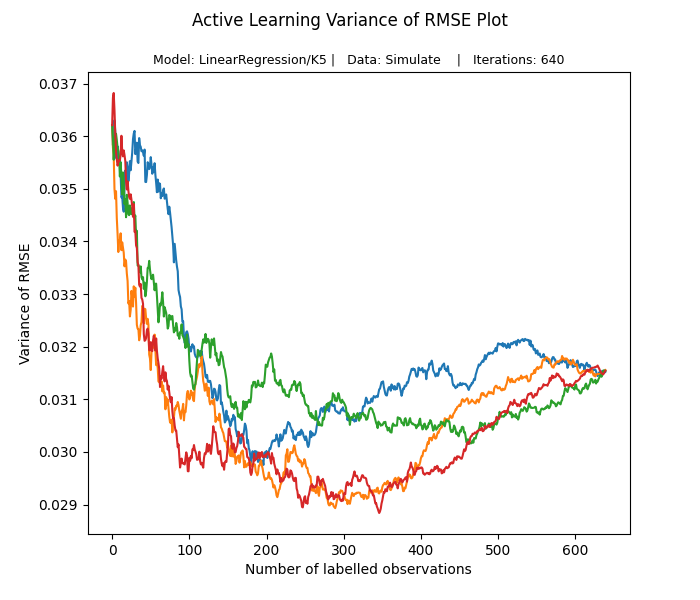 Active Learning Variance of RMSE Plot
Model: LinearRegression/K5 | Data: Simulate | Iterations: 640
0.037
0.036
0.035
0.034
0.033
0.032
0.031
0.030
0.029
Variance of RMSE
0 100 200 300 400 500 600
Number of labelled observations